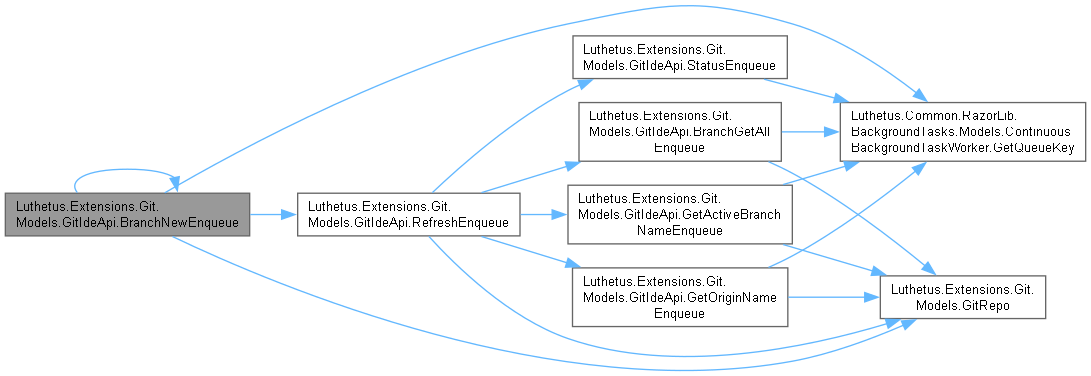 Luthetus.Extensions.Git.
Models.GitIdeApi.BranchNewEnqueue
Luthetus.Extensions.Git.
Models.GitIdeApi.RefreshEnqueue
Luthetus.Extensions.Git.
Models.GitIdeApi.StatusEnqueue
Luthetus.Extensions.Git.
Models.GitIdeApi.BranchGetAll
Enqueue
Luthetus.Extensions.Git.
Models.GitIdeApi.GetActiveBranch
NameEnqueue
Luthetus.Extensions.Git.
Models.GitIdeApi.GetOriginName
Enqueue
Luthetus.Common.RazorLib.
BackgroundTasks.Models.Continuous
BackgroundTaskWorker.GetQueueKey
Luthetus.Extensions.Git.
Models.GitRepo